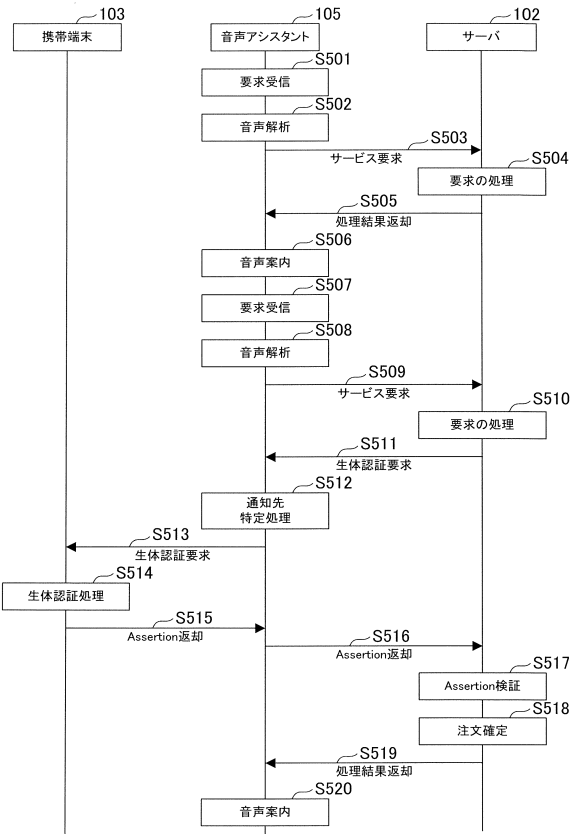 103
105
102
携帯端末
音声アシスタント
サーバ
S501
要求受信
S502
音声解析
S503
サービス要求
S504
要求の処理
S505
処理結果返却
S506
音声案内
S507
要求受信
S508
音声解析
S509
サービス要求
S510
要求の処理
S511
生体認証要求
S512
通知先
特定処理
S513
生体認証要求
S514
生体認証処理
S515
Assertion返却
S516
Assertion返却
S517
Assertion検証
S518
注文確定
S519
処理結果返却
S520
音声案内